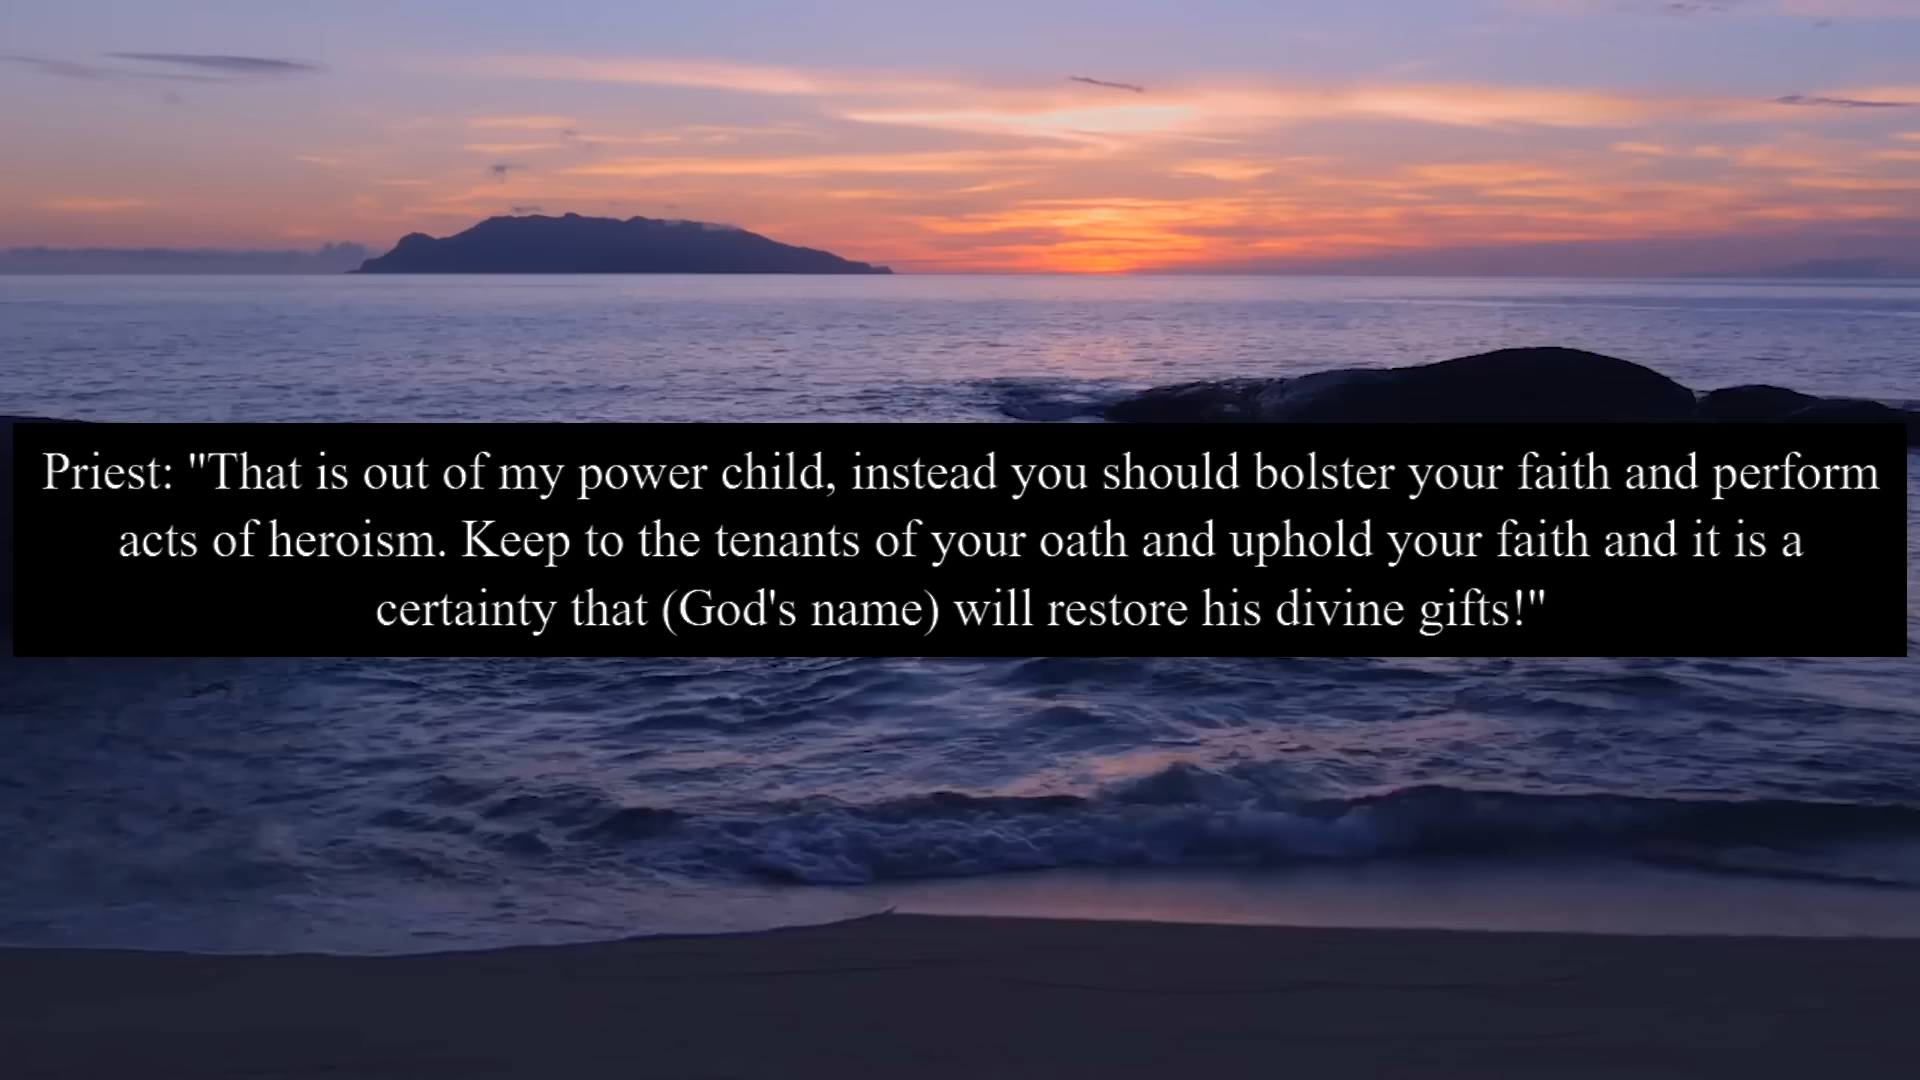 Priest: "That is out of my power child, instead you should bolster your faith and perform
acts of heroism. Keep to the tenants of your oath and uphold your faith and it is a
certainty that (God's name) will restore his divine gifts!"